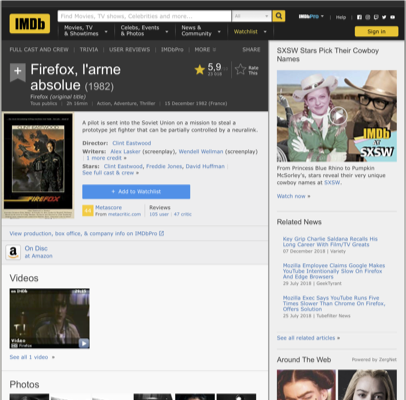 IMDb
Find Movies, TV shows, Celebrities and more...
All
IMDbPro
Help
Movies, TV
& Showtimes
Celebs, Events
& Photos
News &
Community
Watchlist
Sign in
FULL CAST AND CREW | TRIVIA | USER REVIEWS | IMDbPro | MORE
SHARE
Firefox, l'arme
absolue (1982)
5,9
Rate
This
Firefox (original title)
Tous publics | 2h 16min | Action, Adventure, Thriller | 15 December 1982 (France)
A pilot is sent into the Soviet Union on a mission to steal a
prototype jet fighter that can be partially controlled by a neuralink.
Director: Clint Eastwood
Writers: Alex Lasker (screenplay), Wendell Wellman (screenplay)
| 1 more credit »
Stars: Clint Eastwood, Freddie Jones, David Huffman |
See full cast & crew »
CLINT EASTWOOD
FIREFOX
+ Add to Watchlist
Metascore
From metacritic.com
Reviews
105 user | 47 critic
View production, box office, & company info on IMDbPro
On Disc
at Amazon
Videos
Video
Firefox
See all 1 video »
Photos
SXSW Stars Pick Their Cowboy
Names
IMDb
AT
SXSW
From Princess Blue Rhino to Pumpkin
McSorley's, stars reveal their very unique
cowboy names at SXSW.
Watch now »
Related News
Key Grip Charlie Saldana Recalls His
Long Career With Film/TV Greats
07 December 2018 | Variety
Mozilla Employee Claims Google Makes
YouTube Intentionally Slow On Firefox
And Edge Browsers
26 July 2018 | GeekTyrant
Mozilla Exec Says YouTube Runs Five
Times Slower Than Chrome On Firefox,
Offers Solution
25 July 2018 | Tubefilter News
See all related articles »
Around The Web
Powered by ZergNet